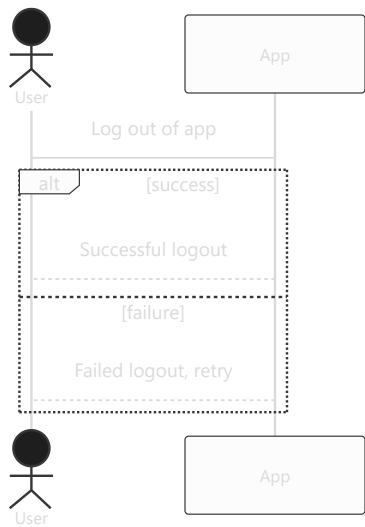 App
User
Log out of app
alt
[success]
Successful logout
[failure]
Failed logout, retry
App
User